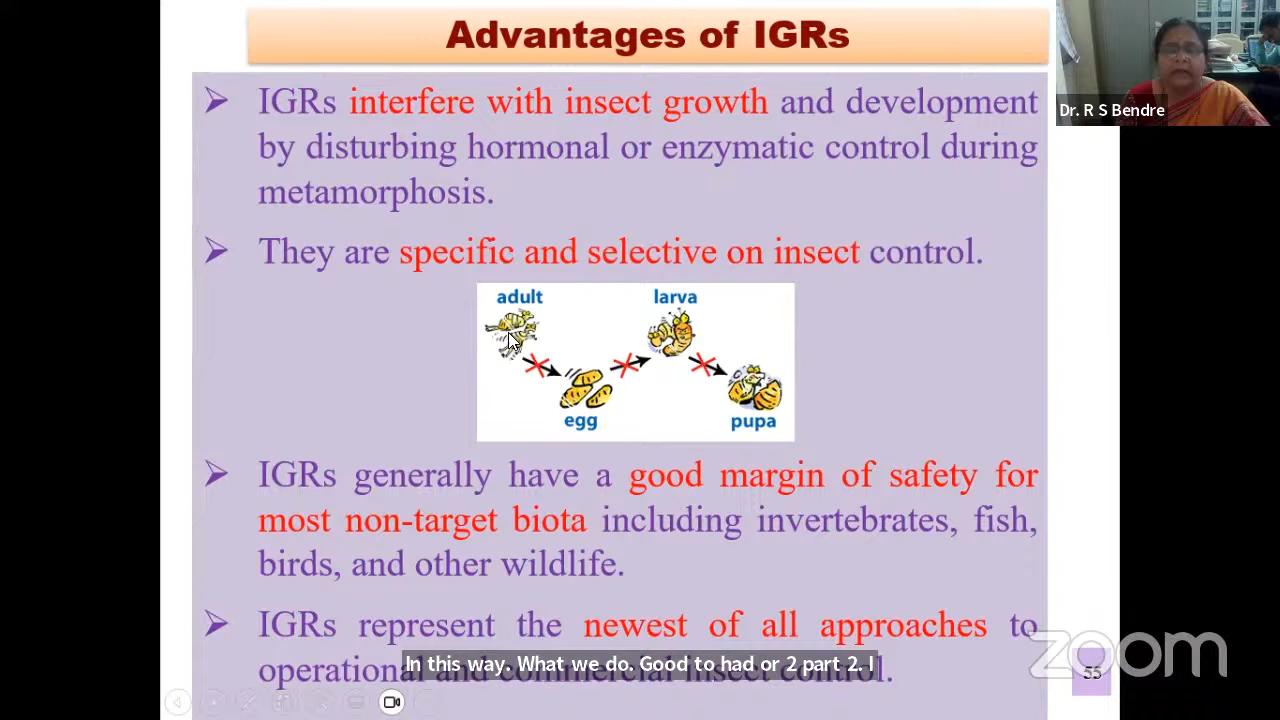 Advantages of IGRs
Dr. R S Bendre
➢ IGRs interfere with insect growth and development
by disturbing hormonal or enzymatic control during
metamorphosis.
➢ They are specific and selective on insect control.
adult
larva
egg
pupa
➢ IGRs generally have a good margin of safety for
most non-target biota including invertebrates, fish,
birds, and other wildlife.
➢ IGRs represent the newest of all approaches to
operational and commercial insect control.
In this way. What we do. Good to had or 2 part 2. I
zoom
55